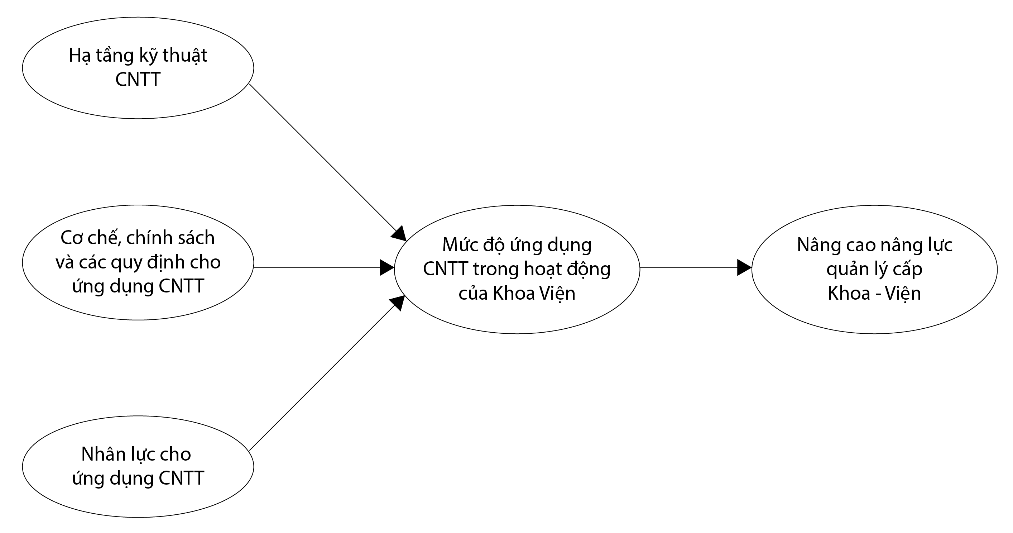 Hạ tầng kỹ thuật
CNTT
Cơ chế, chính sách
và các quy định cho
ứng dụng CNTT
Nhân lực cho
ứng dụng CNTT
Mức độ ứng dụng
CNTT trong hoạt động
của Khoa Viện
Nâng cao nâng lực
quản lý cấp
Khoa - Viện